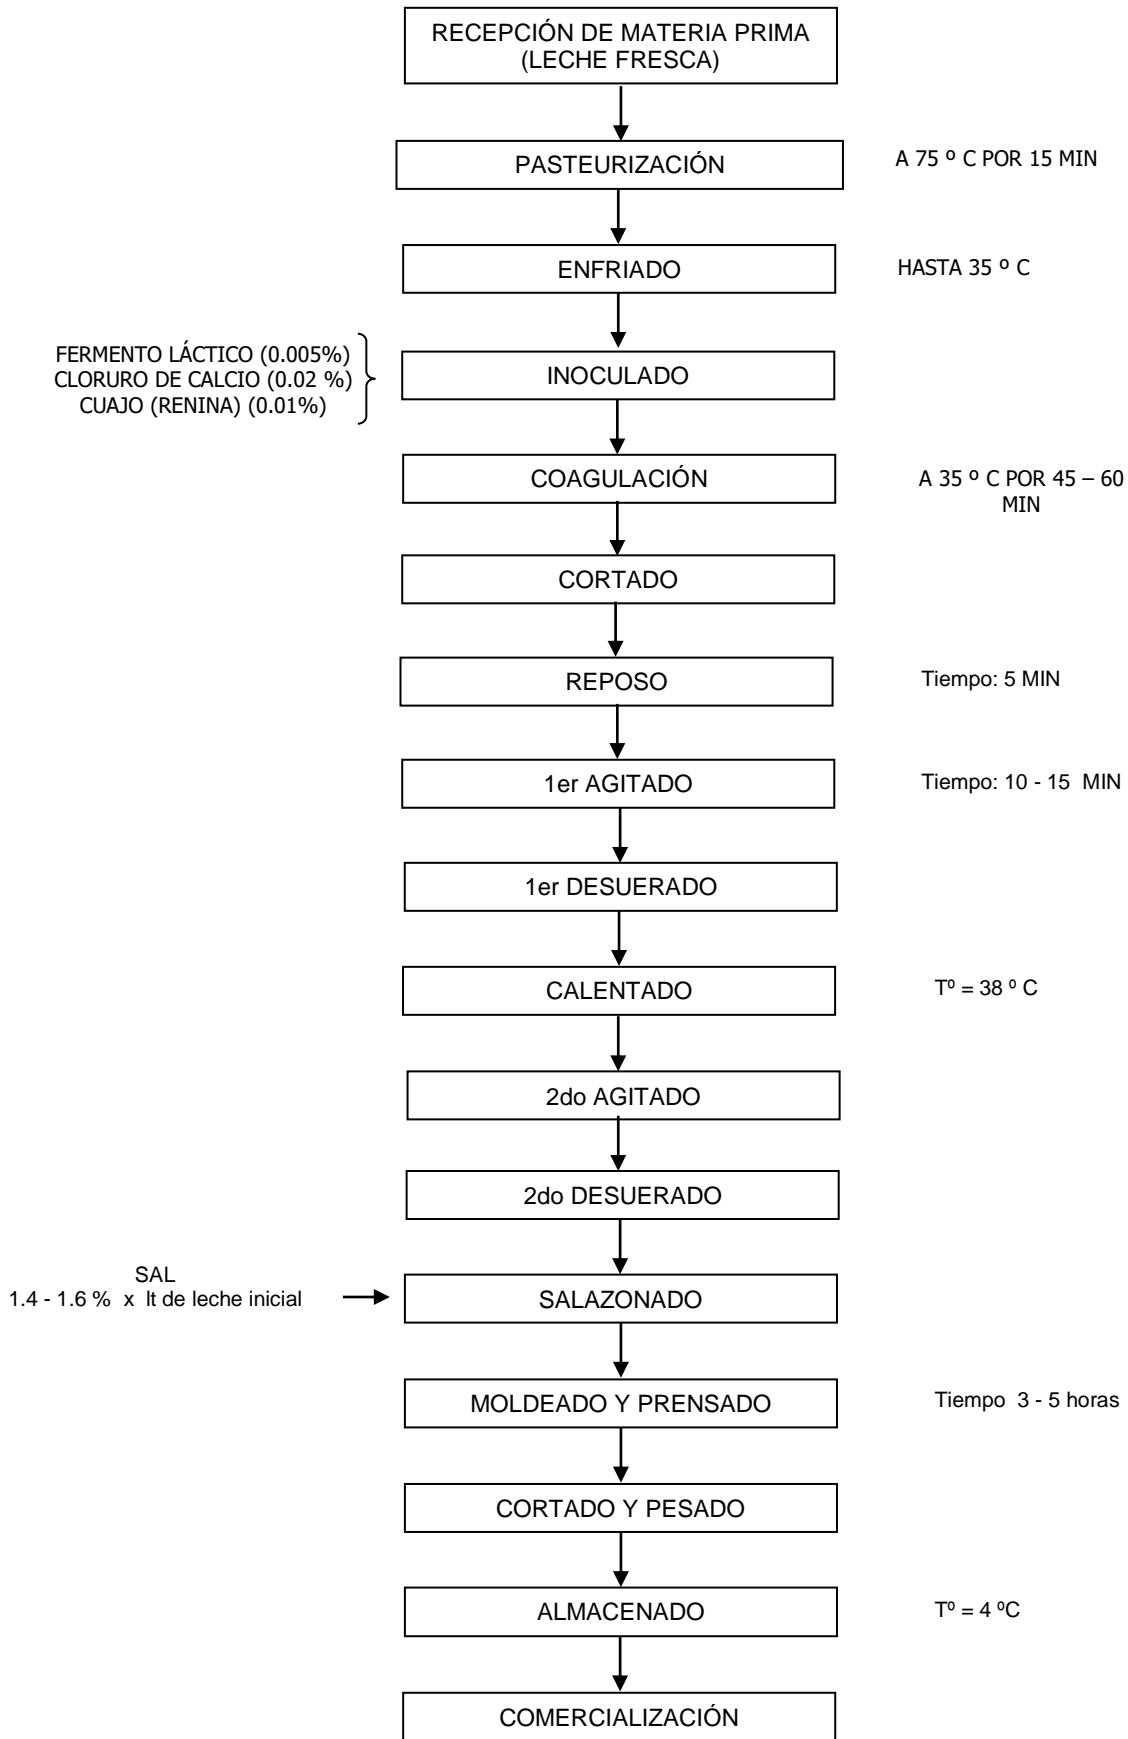 RECEPCIÓN DE MATERIA PRIMA
(LECHE FRESCA)
PASTEURIZACIÓN
A 75 º C POR 15 MIN
ENFRIADO
HASTA 35 º C
FERMENTO LÁCTICO (0.005%)
CLORURO DE CALCIO (0.02 %)
CUAJO (RENINA) (0.01%)
INOCULADO
COAGULACIÓN
A 35 º C POR 45 – 60
MIN
CORTADO
REPOSO
Tiempo: 5 MIN
1er AGITADO
Tiempo: 10 - 15 MIN
1er DESUERADO
CALENTADO
Tº = 38 º C
2do AGITADO
2do DESUERADO
SAL
1.4 - 1.6 % x lt de leche inicial
SALAZONADO
MOLDEADO Y PRENSADO
Tiempo 3 - 5 horas
CORTADO Y PESADO
ALMACENADO
Tº = 4 ºC
COMERCIALIZACIÓN